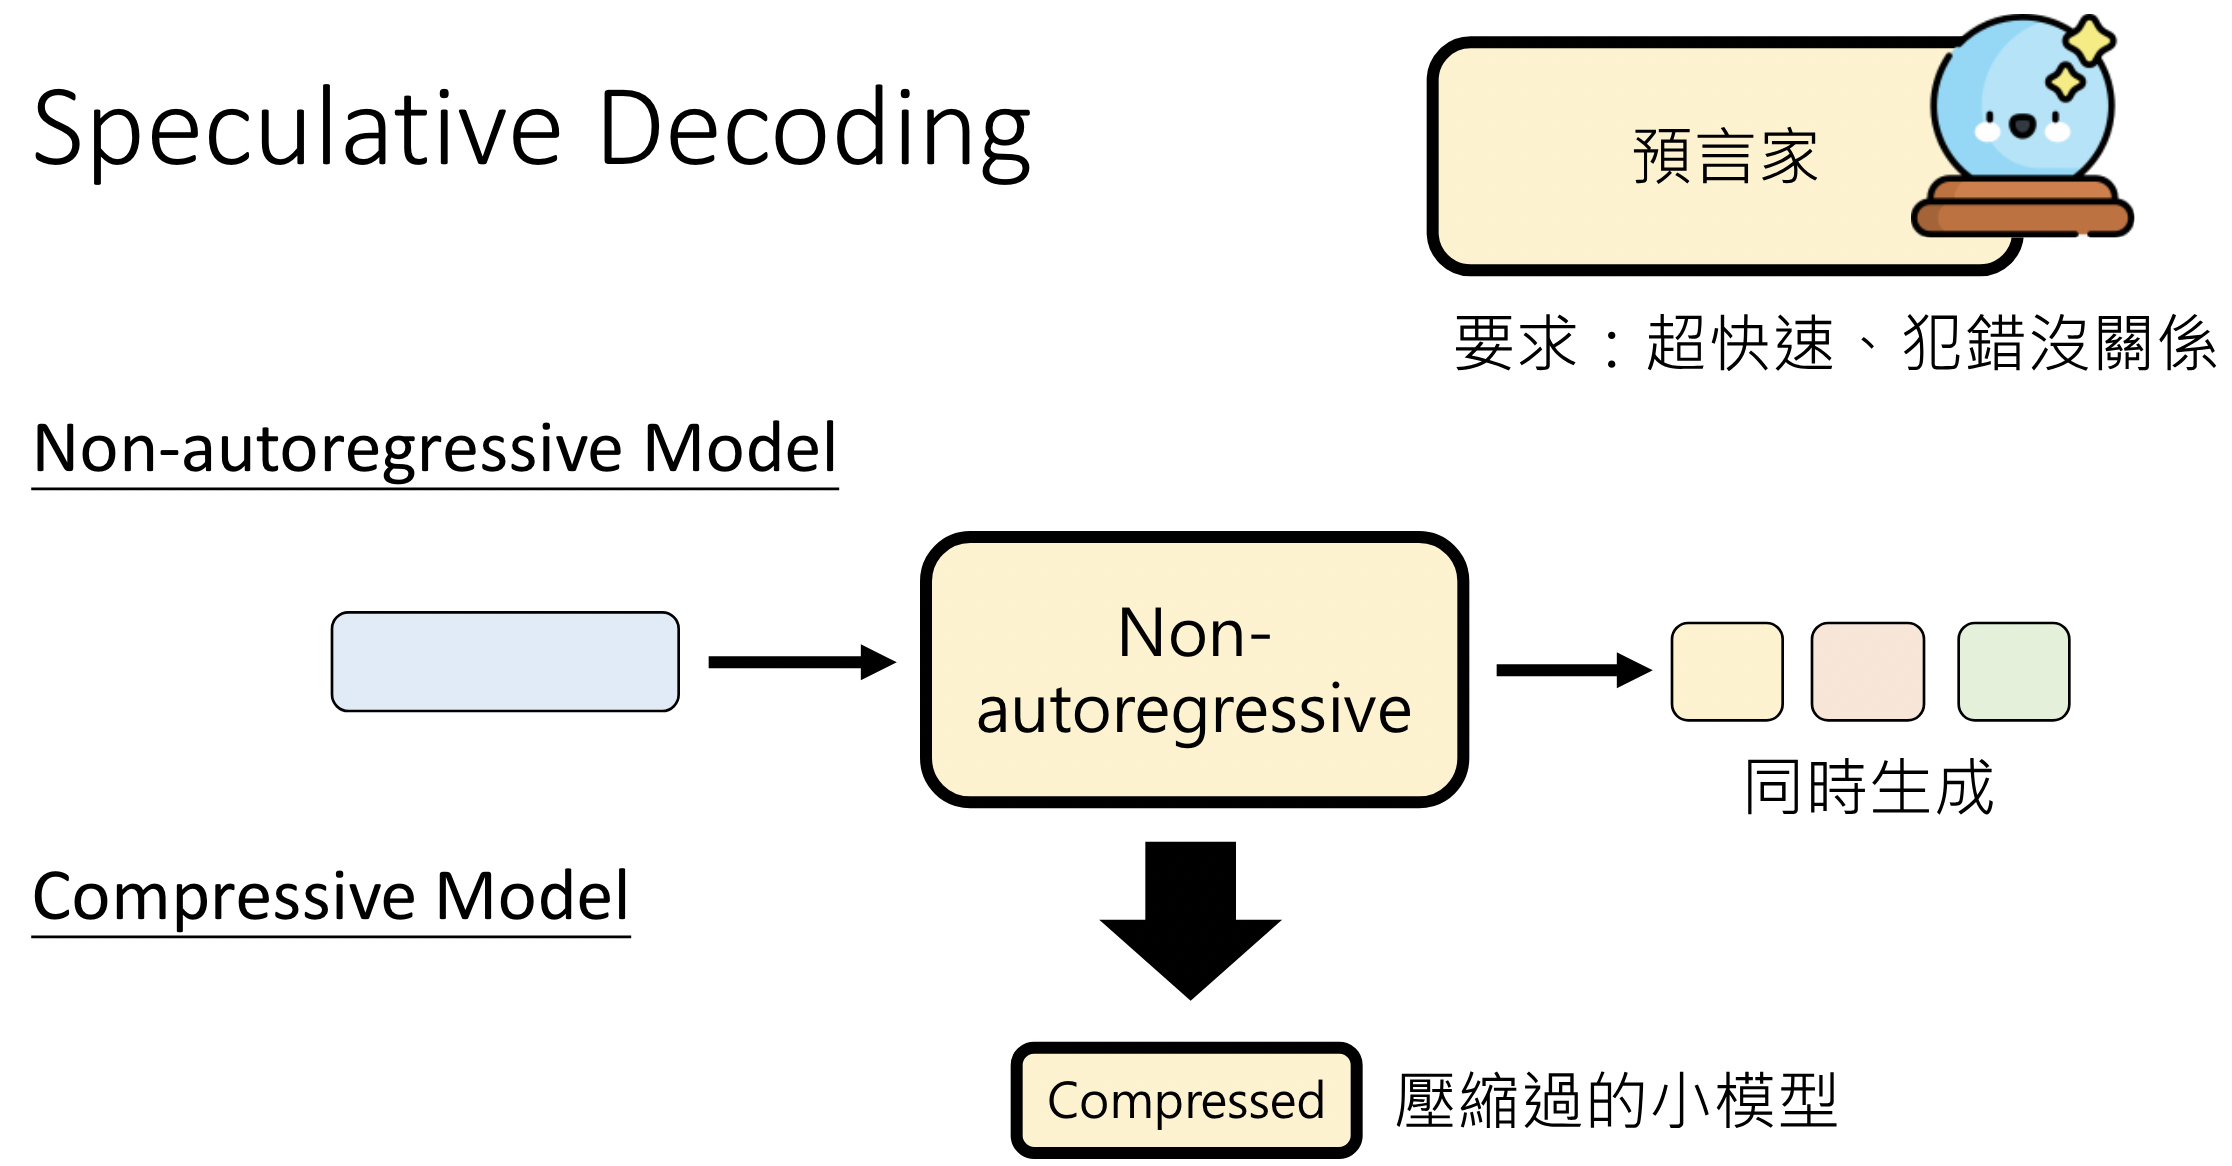 Speculative Decoding
預言家
要求：超快速、犯錯沒關係
Non-autoregressive Model
Non-
autoregressive
同時生成
Compressive Model
Compressed
壓縮過的小模型